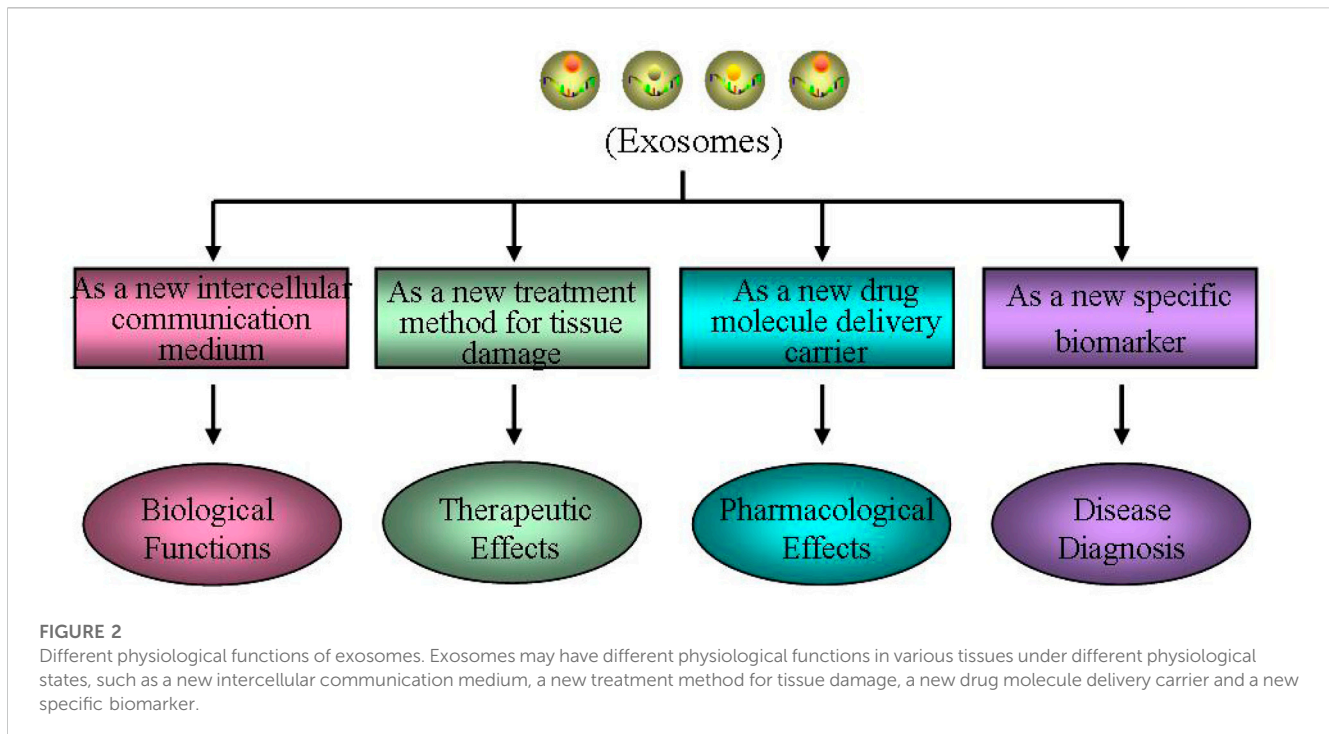 (Exosomes)
As a new intercellular
communication
medium
As a new treatment
method for tissue
damage
As a new drug
molecule delivery
carrier
As a new specific
biomarker
Biological
Functions
Therapeutic
Effects
Pharmacological
Effects
Disease
Diagnosis
FIGURE 2
Different physiological functions of exosomes. Exosomes may have different physiological functions in various tissues under different physiological
states, such as a new intercellular communication medium, a new treatment method for tissue damage, a new drug molecule delivery carrier and a new
specific biomarker.